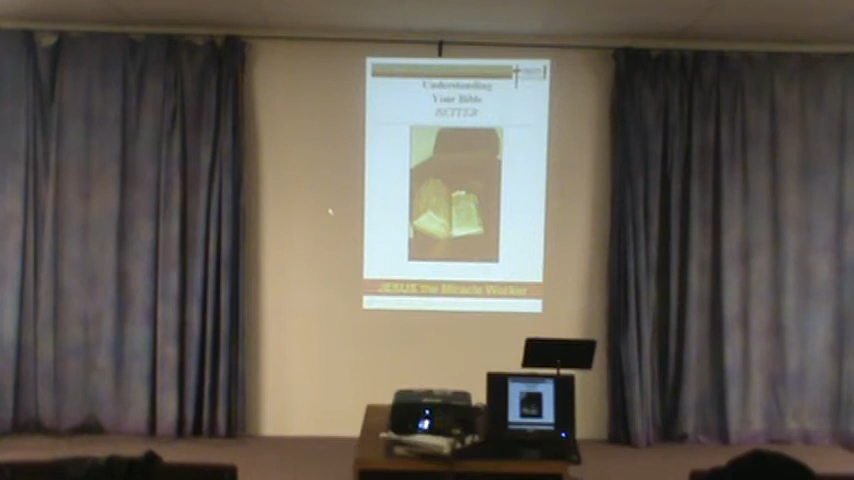 Understanding
Your Bible
BETTER
JESUS the Miracle Worker